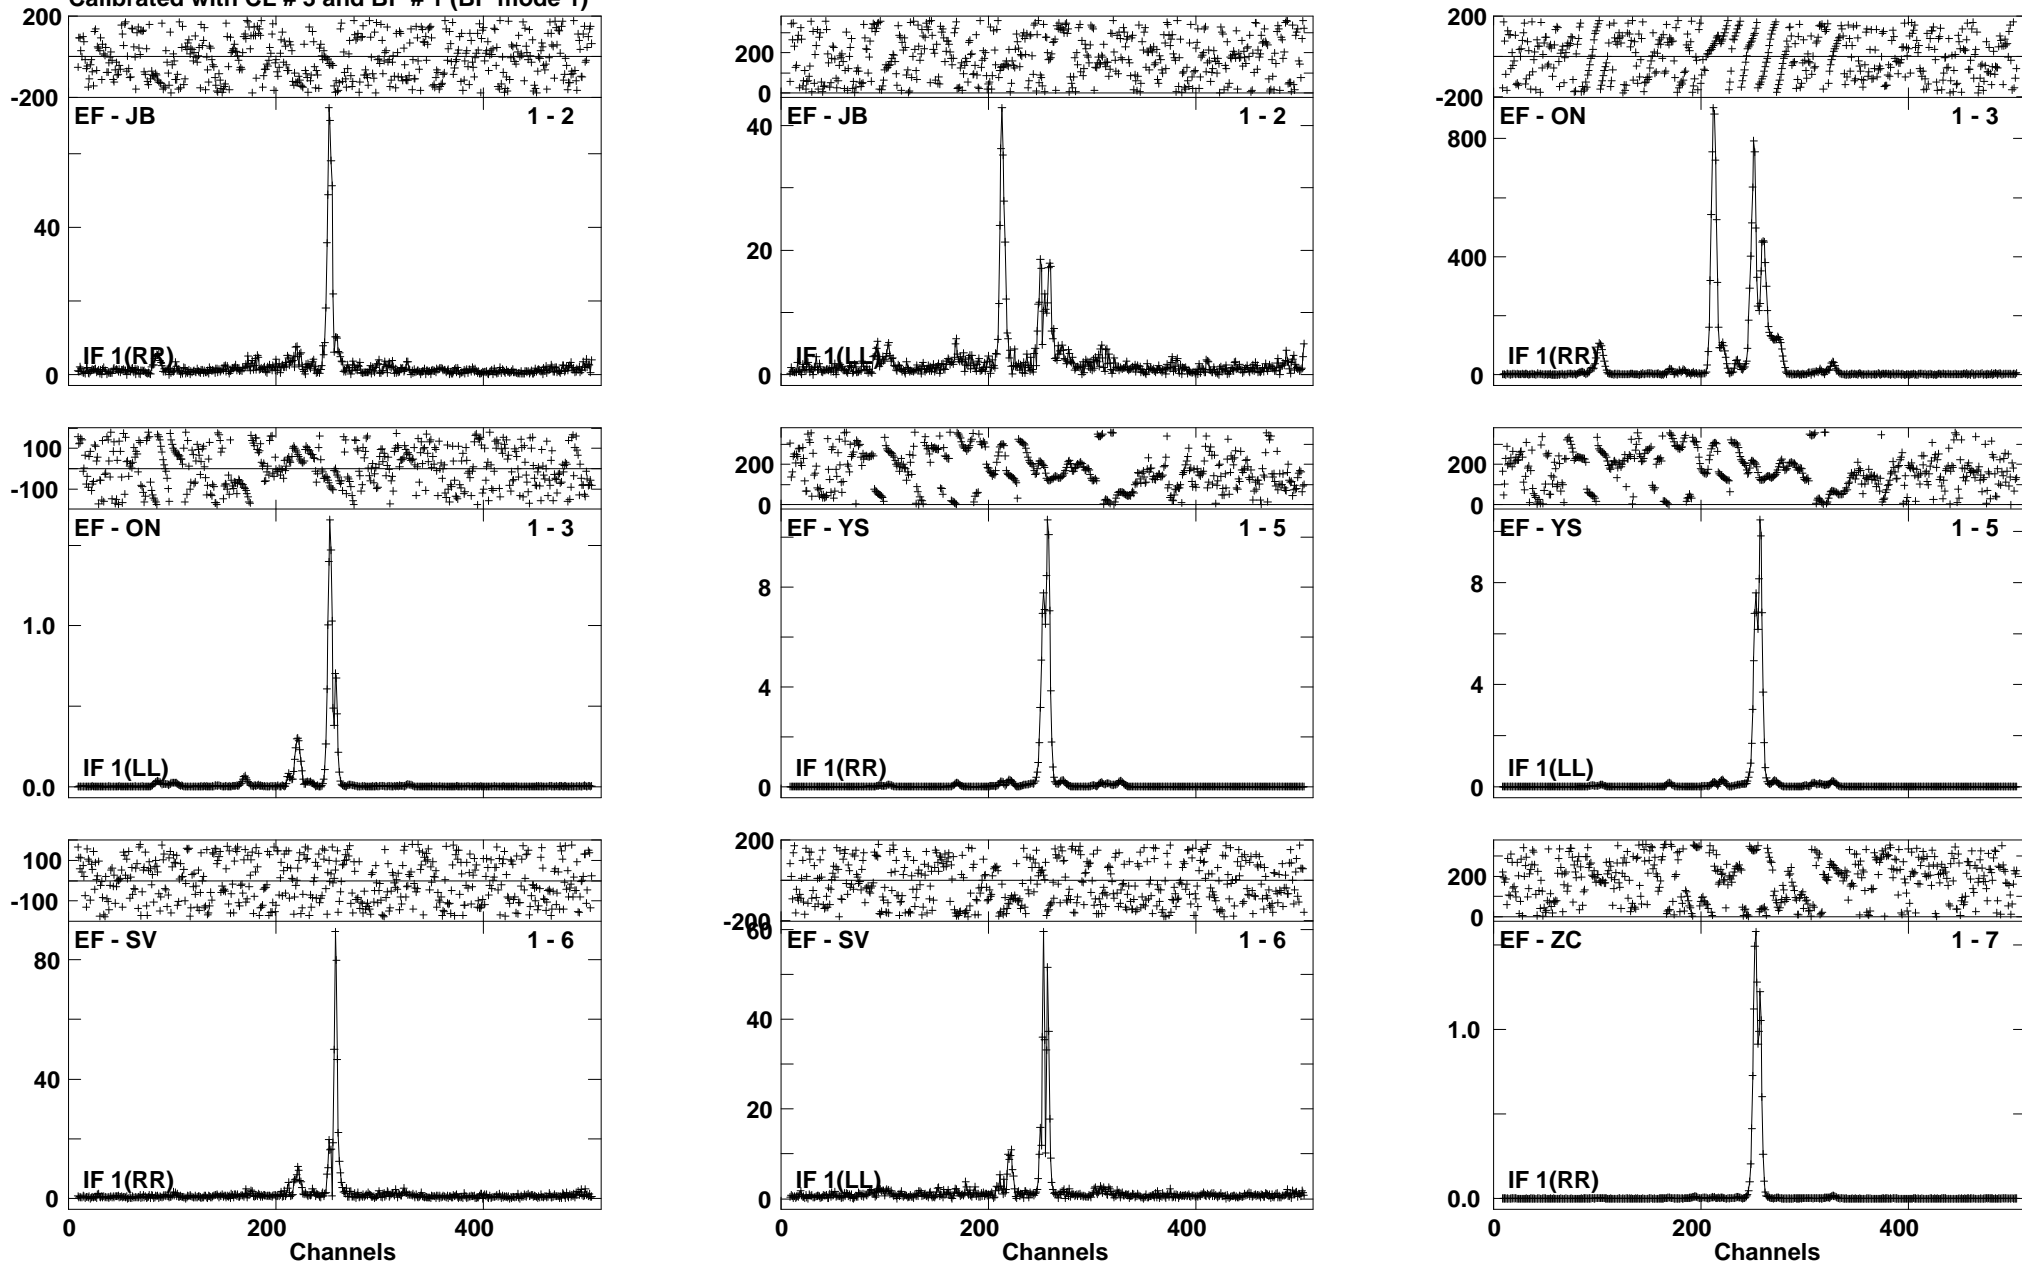 Calibrated with CL # 3 and BP # 1 (BP mode 1)
200
-200
EF - JB 1 - 2
40
0
IF 1(RR)
200
0
EF - JB 1 - 2
40
20
0
IF 1(LL)
200
-200
EF - ON 1 - 3
800
400
0
IF 1(RR)
100
-100
EF - ON 1 - 3
1.0
0.0
IF 1(LL)
200
0
EF - YS 1 - 5
8
4
0
IF 1(RR)
200
0
EF - YS 1 - 5
8
4
0
IF 1(LL)
100
-100
EF - SV 1 - 6
80
40
0
IF 1(RR)
0 200 400
Channels
200
-200
60
EF - SV 1 - 6
40
20
0
IF 1(LL)
0 200 400
200
0
EF - ZC 1 - 7
1.0
0.0
IF 1(RR)
0 200 400
Channels